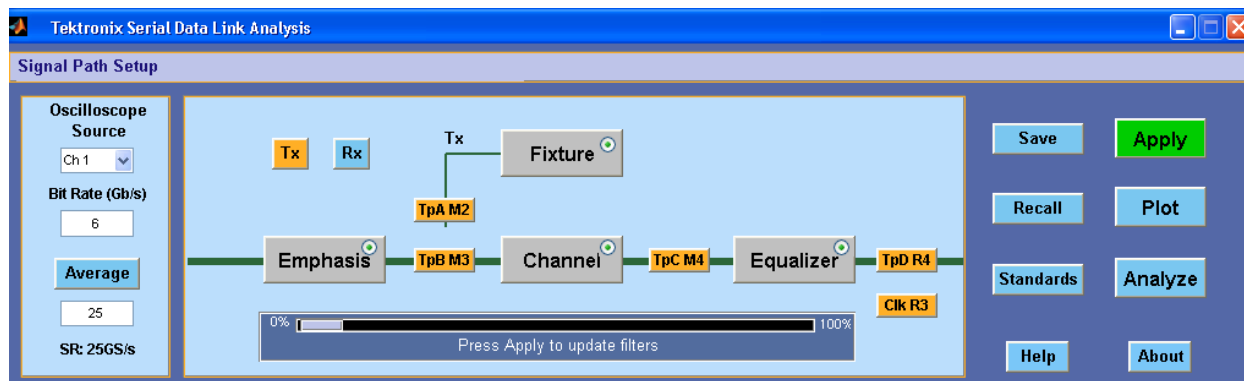 Tektronix Serial Data Link Analysis
Signal Path Setup
Oscilloscope
Source
Ch 1
Bit Rate (Gb/s)
6
Average
25
SR: 25GS/s
Tx
Rx
Tx
Fixture
TpA M2
Emphasis
TpB M3
Channel
TpC M4
Equalizer
TpD R4
Clk R3
0%
100%
Press Apply to update filters
Save
Apply
Recall
Plot
Standards
Analyze
Help
About